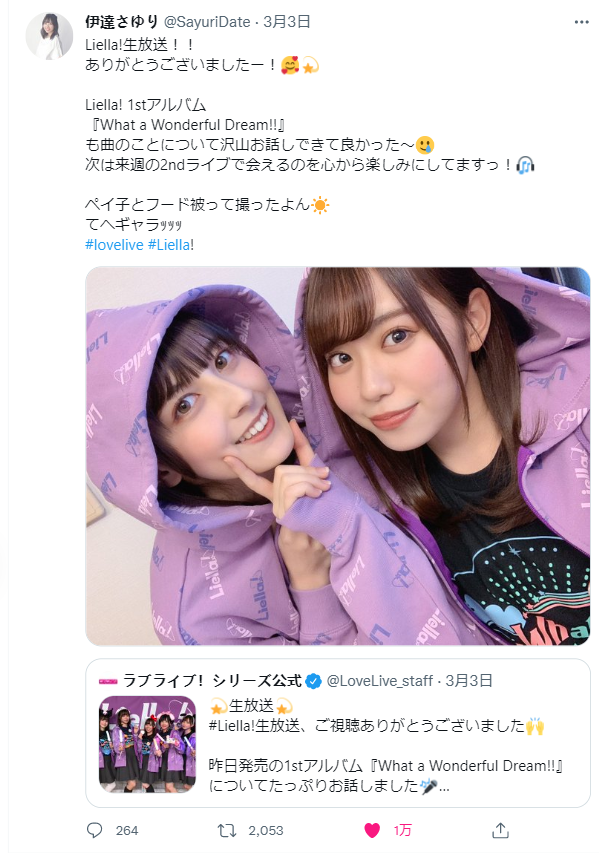 伊達さゆり @SayuriDate · 3月3日
Liella!生放送！！
ありがとうございましたー！🥰💫
Liella! 1stアルバム
『What a Wonderful Dream!!』
も曲のことについて沢山お話しできて良かった〜🥲
次は来週の2ndライブで会えるのを心から楽しみにしてますっ！🎧
ペイ子とフード被って撮ったよん☀️
てへギャラｯｯｯ
#lovelive #Liella!
Liella!
ラブライブ！シリーズ公式 @LoveLive_staff · 3月3日
💫生放送💫
#Liella!生放送、ご視聴ありがとうございました🙌
昨日発売の1stアルバム『What a Wonderful Dream!!』
についてたっぷりお話しました🎤...
264 2,053 1万